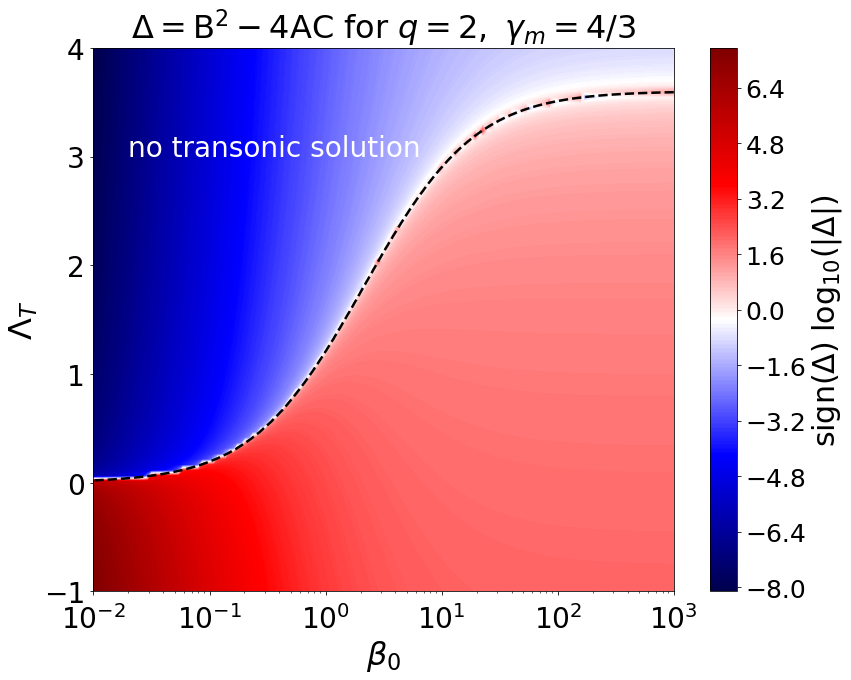 Δ = B² − 4AC for q = 2, γₘ = 4/3
4
3
2
1
0
−1
Λ_T
no transonic solution
10⁻² 10⁻¹ 10⁰ 10¹ 10² 10³
β₀
6.4
4.8
3.2
1.6
0.0
−1.6
−3.2
−4.8
−6.4
−8.0
sign(Δ) log₁₀(|Δ|)